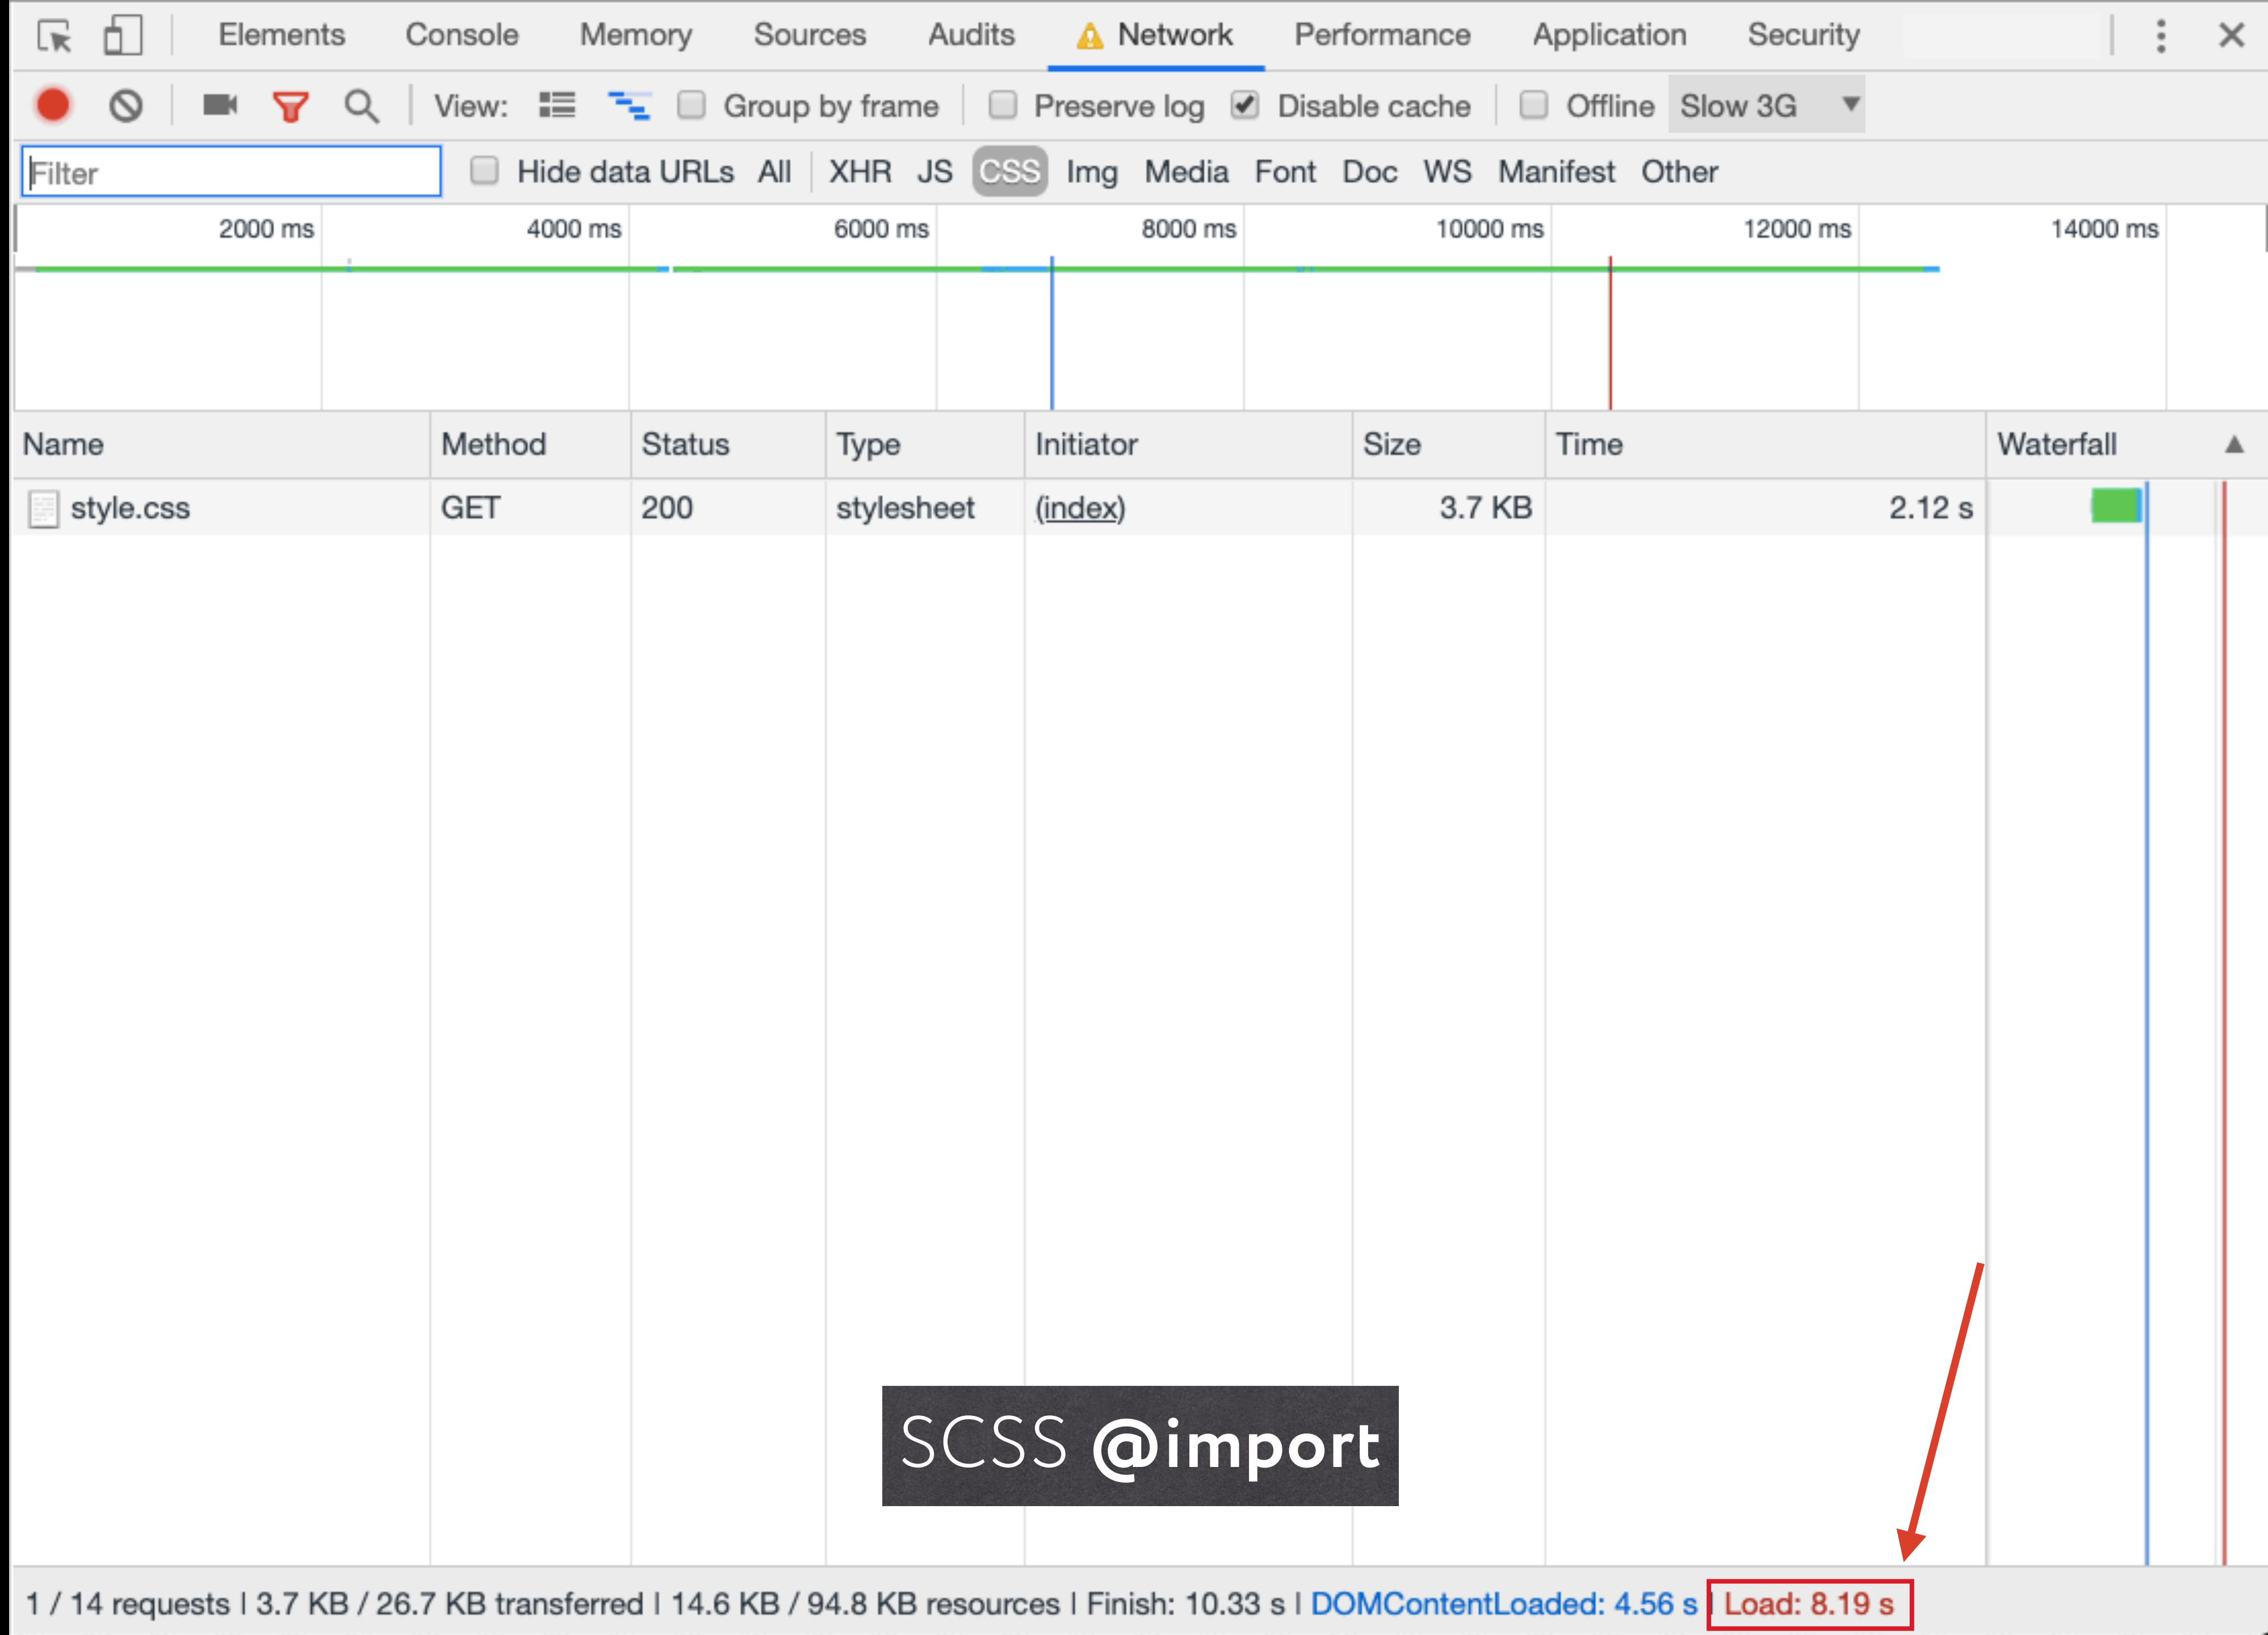 Elements Console Memory Sources Audits Network Performance Application Security
View: Group by frame Preserve log Disable cache Offline Slow 3G
Filter Hide data URLs All XHR JS CSS Img Media Font Doc WS Manifest Other
2000 ms 4000 ms 6000 ms 8000 ms 10000 ms 12000 ms 14000 ms
Name Method Status Type Initiator Size Time Waterfall
style.css GET 200 stylesheet (index) 3.7 KB 2.12 s
SCSS @import
1 / 14 requests | 3.7 KB / 26.7 KB transferred | 14.6 KB / 94.8 KB resources | Finish: 10.33 s | DOMContentLoaded: 4.56 s | Load: 8.19 s